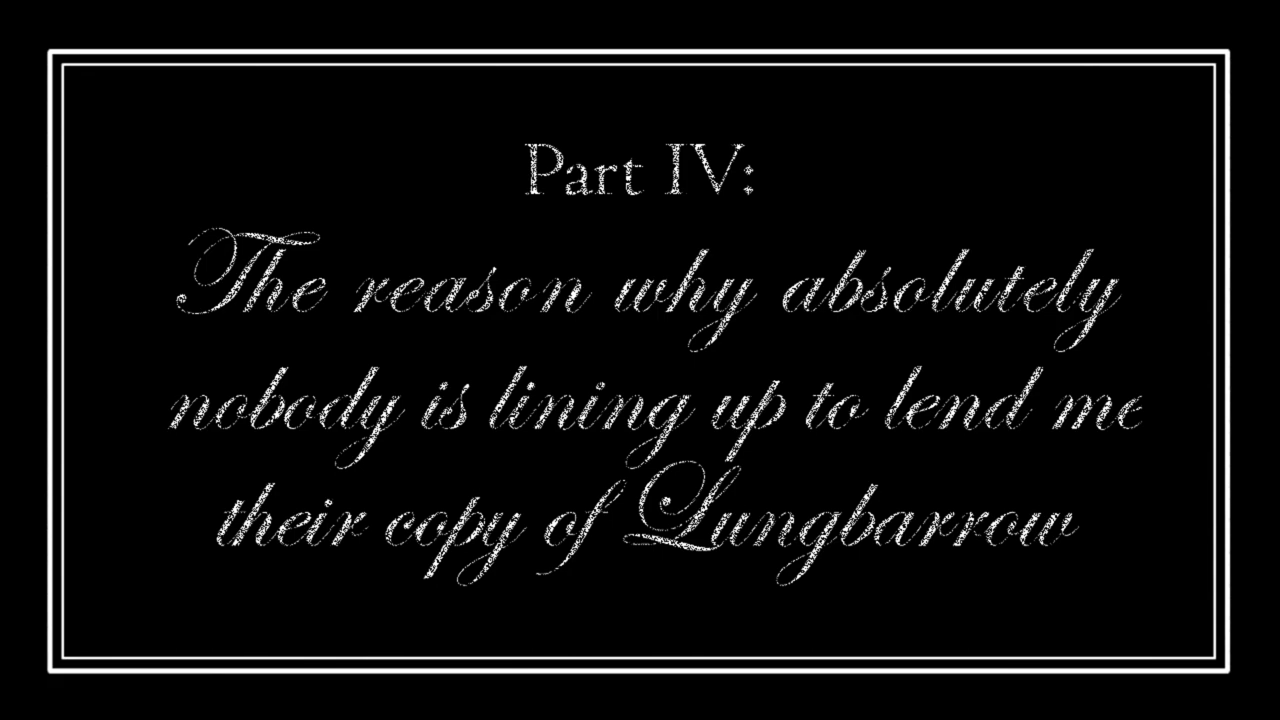 Part IV:
The reason why absolutely
nobody is lining up to lend me
their copy of Lungbarrow